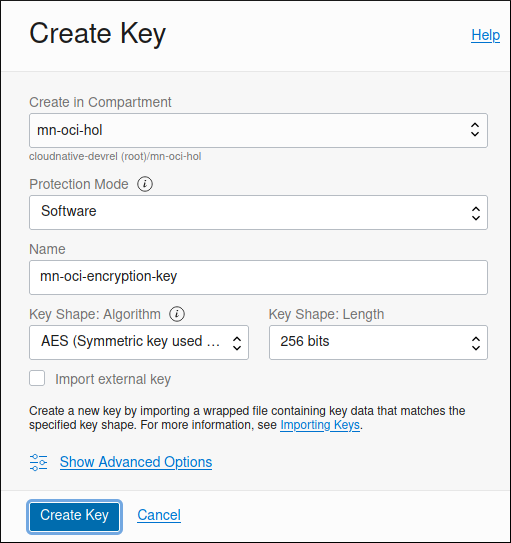 Create Key
Help
Create in Compartment
mn-oci-hol
cloudnative-devrel (root)/mn-oci-hol
Protection Mode i
Software
Name
mn-oci-encryption-key
Key Shape: Algorithm i
Key Shape: Length
AES (Symmetric key used ...
256 bits
Import external key
Create a new key by importing a wrapped file containing key data that matches the
specified key shape. For more information, see Importing Keys.
Show Advanced Options
Create Key
Cancel